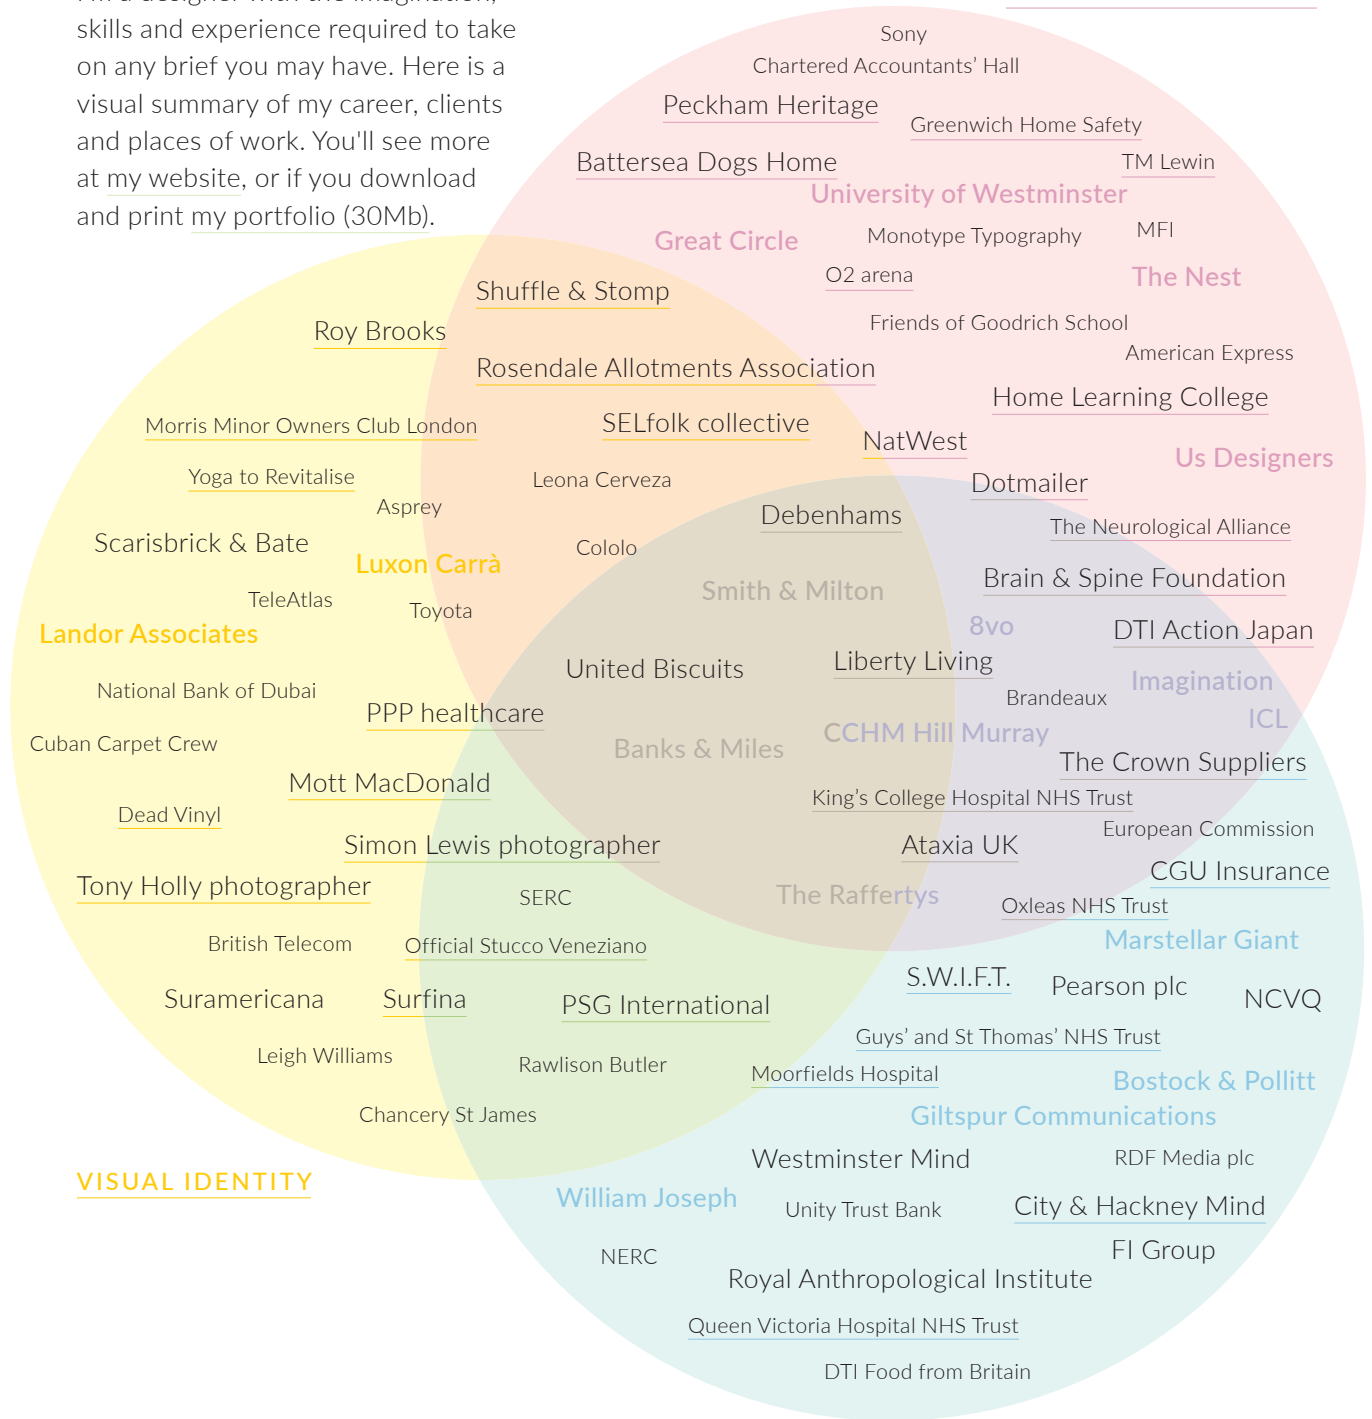 skills and experience required to take
on any brief you may have. Here is a
visual summary of my career, clients
and places of work. You'll see more
at my website, or if you download
and print my portfolio (30Mb).
Sony
Chartered Accountants’ Hall
Peckham Heritage
Greenwich Home Safety
Battersea Dogs Home
TM Lewin
University of Westminster
Great Circle
Monotype Typography
MFI
O2 arena
The Nest
Shuffle & Stomp
Friends of Goodrich School
Roy Brooks
American Express
Rosendale Allotments Association
Home Learning College
Morris Minor Owners Club London
SELfolk collective
NatWest
Us Designers
Yoga to Revitalise
Leona Cerveza
Dotmailer
Asprey
Debenhams
The Neurological Alliance
Scarisbrick & Bate
Cololo
Luxon Carrà
Brain & Spine Foundation
Smith & Milton
TeleAtlas
Toyota
8vo
DTI Action Japan
Landor Associates
United Biscuits
Liberty Living
Imagination
National Bank of Dubai
Brandeaux
PPP healthcare
ICL
Cuban Carpet Crew
Banks & Miles
CCHM Hill Murray
The Crown Suppliers
Mott MacDonald
King’s College Hospital NHS Trust
Dead Vinyl
European Commission
Simon Lewis photographer
Ataxia UK
CGU Insurance
Tony Holly photographer
SERC
The Raffertys
Oxleas NHS Trust
British Telecom
Official Stucco Veneziano
Marstellar Giant
S.W.I.F.T.
Pearson plc
Suramericana
Surfina
PSG International
NCVQ
Guys’ and St Thomas’ NHS Trust
Leigh Williams
Rawlison Butler
Moorfields Hospital
Bostock & Pollitt
Chancery St James
Giltspur Communications
Westminster Mind
RDF Media plc
VISUAL IDENTITY
William Joseph
Unity Trust Bank
City & Hackney Mind
NERC
FI Group
Royal Anthropological Institute
Queen Victoria Hospital NHS Trust
DTI Food from Britain